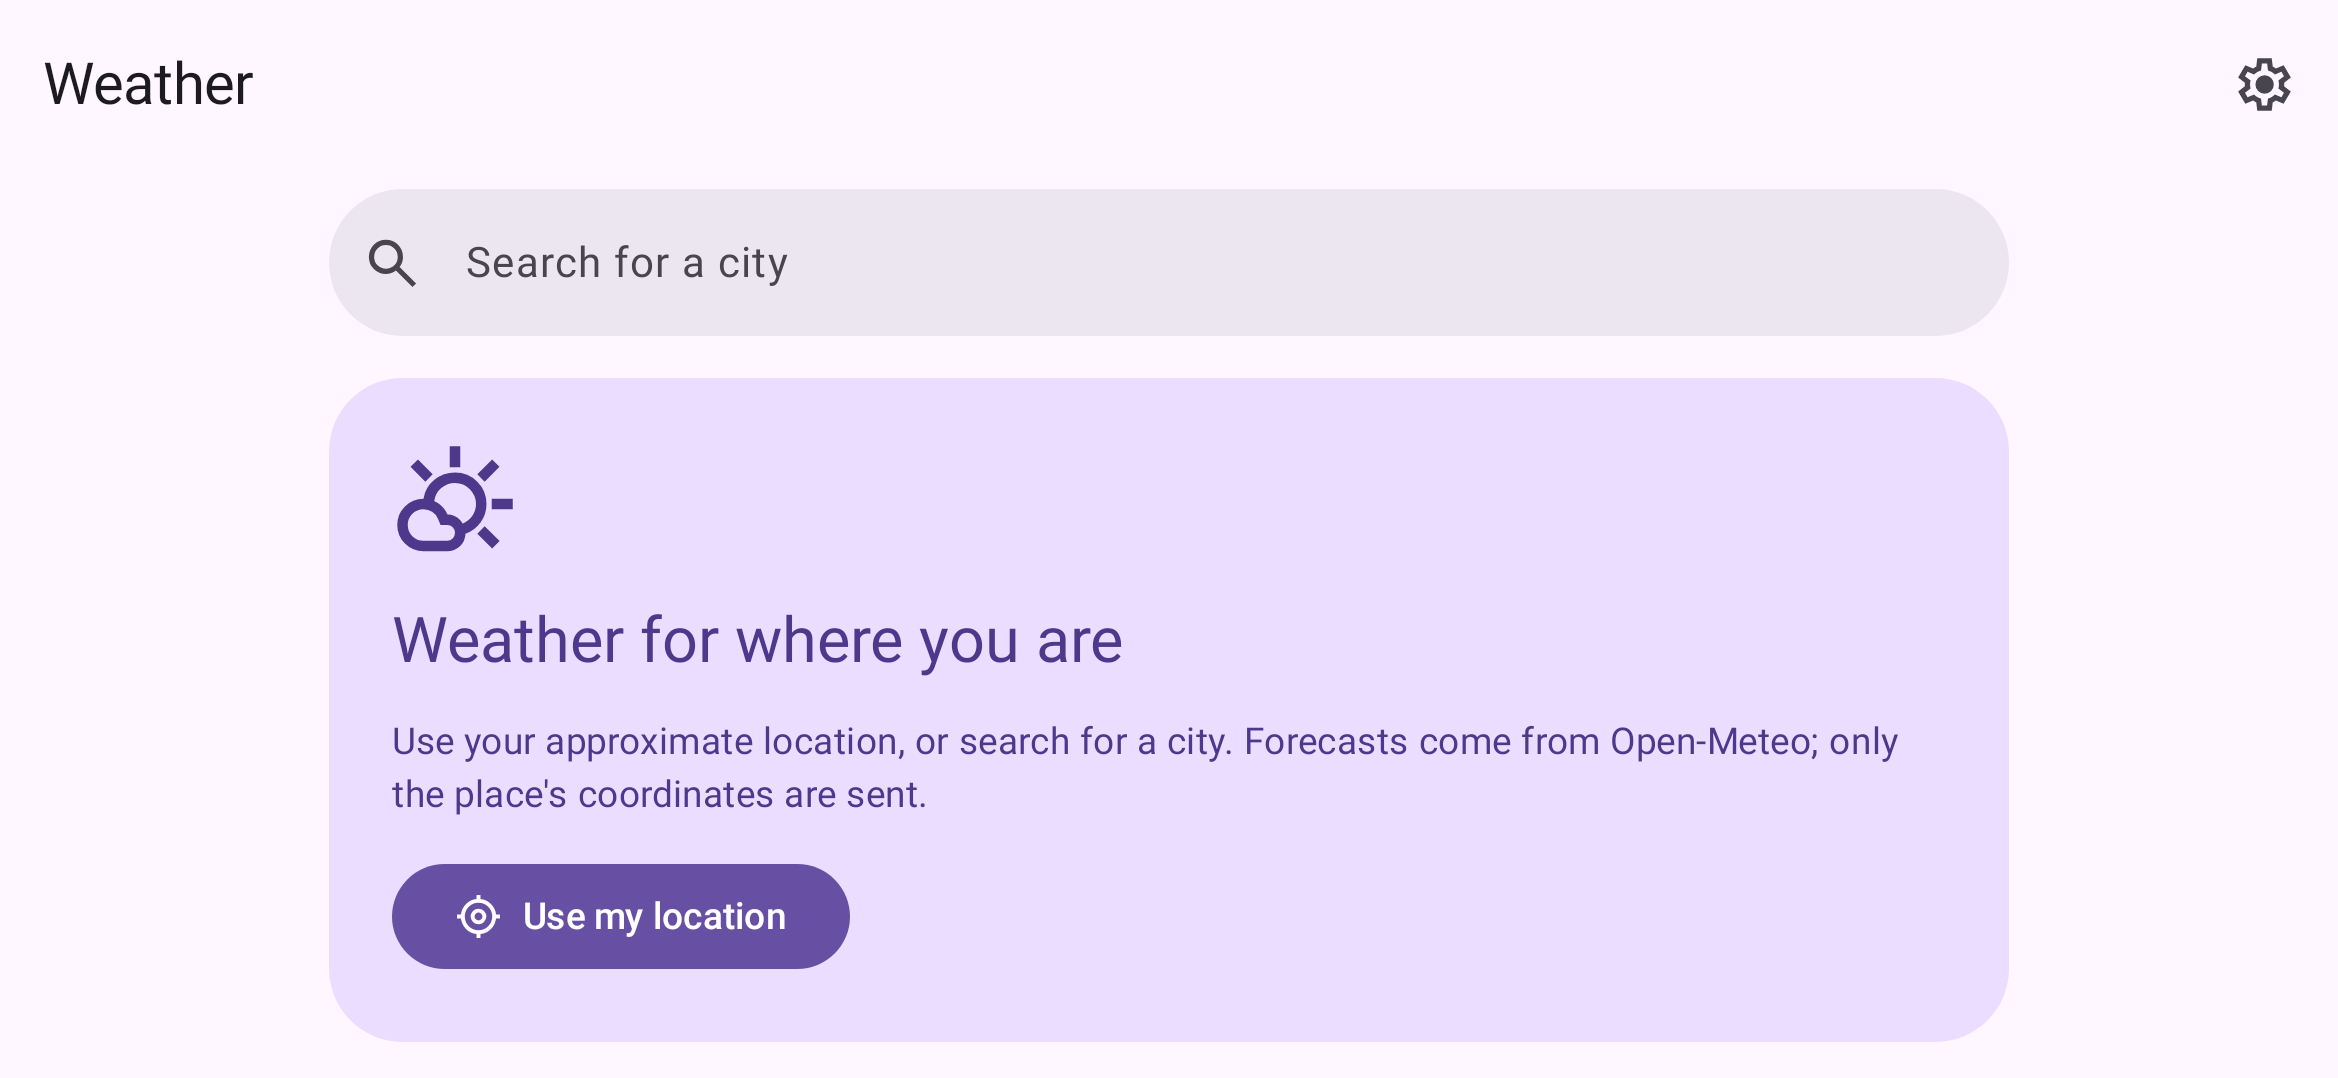 Weather
Search for a city
Weather for where you are
Use your approximate location, or search for a city. Forecasts come from Open-Meteo; only
the place's coordinates are sent.
Use my location